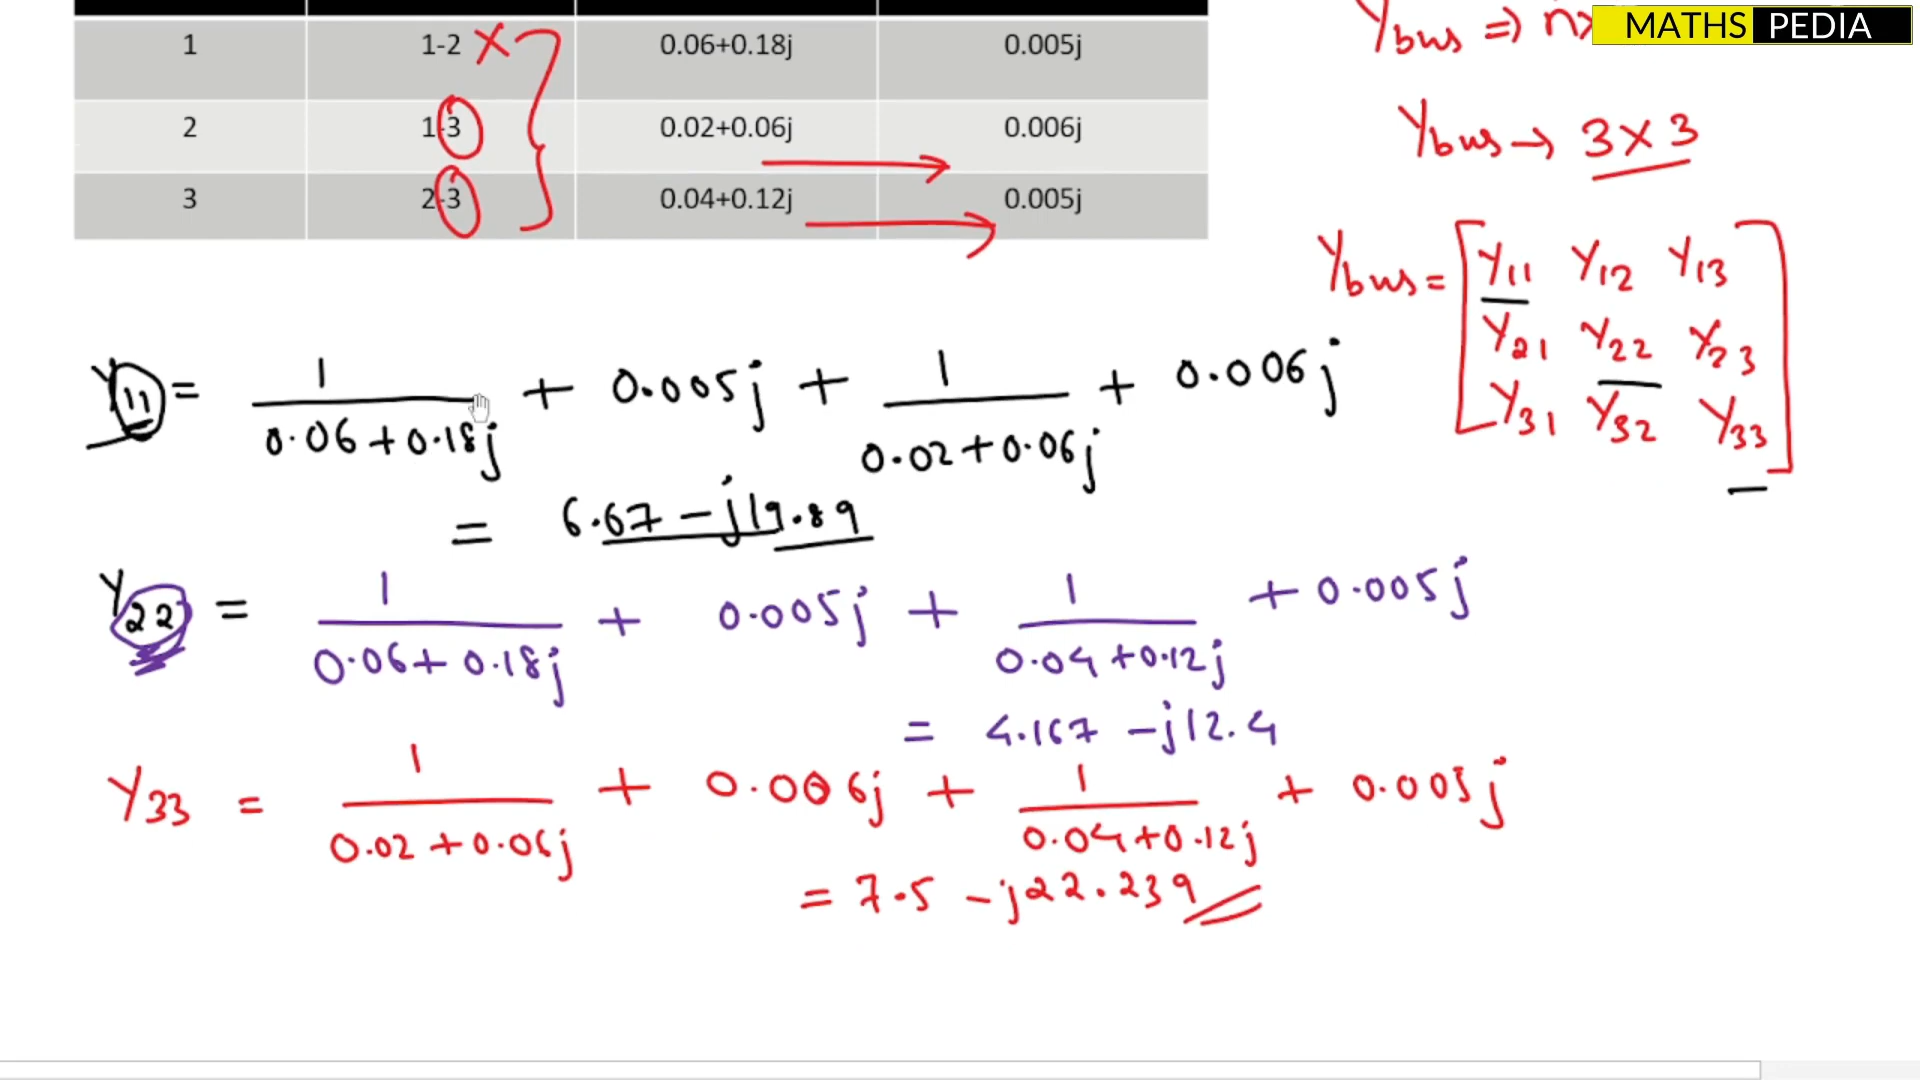 MATHS PEDIA
Ybus => n×
1 1-2 × 0.06+0.18j 0.005j
2 1-3 0.02+0.06j 0.006j
3 2-3 0.04+0.12j 0.005j
Ybus → 3×3
Ybus = [Y11 Y12 Y13
Y21 Y22 Y23
Y31 Y32 Y33]
Y11 = 1/(0.06+0.18j) + 0.005j + 1/(0.02+0.06j) + 0.006j
= 6.67 - j19.89
Y22 = 1/(0.06+0.18j) + 0.005j + 1/(0.04+0.12j) + 0.005j
= 4.167 - j12.4
Y33 = 1/(0.02+0.06j) + 0.006j + 1/(0.04+0.12j) + 0.005j
= 7.5 - j22.239